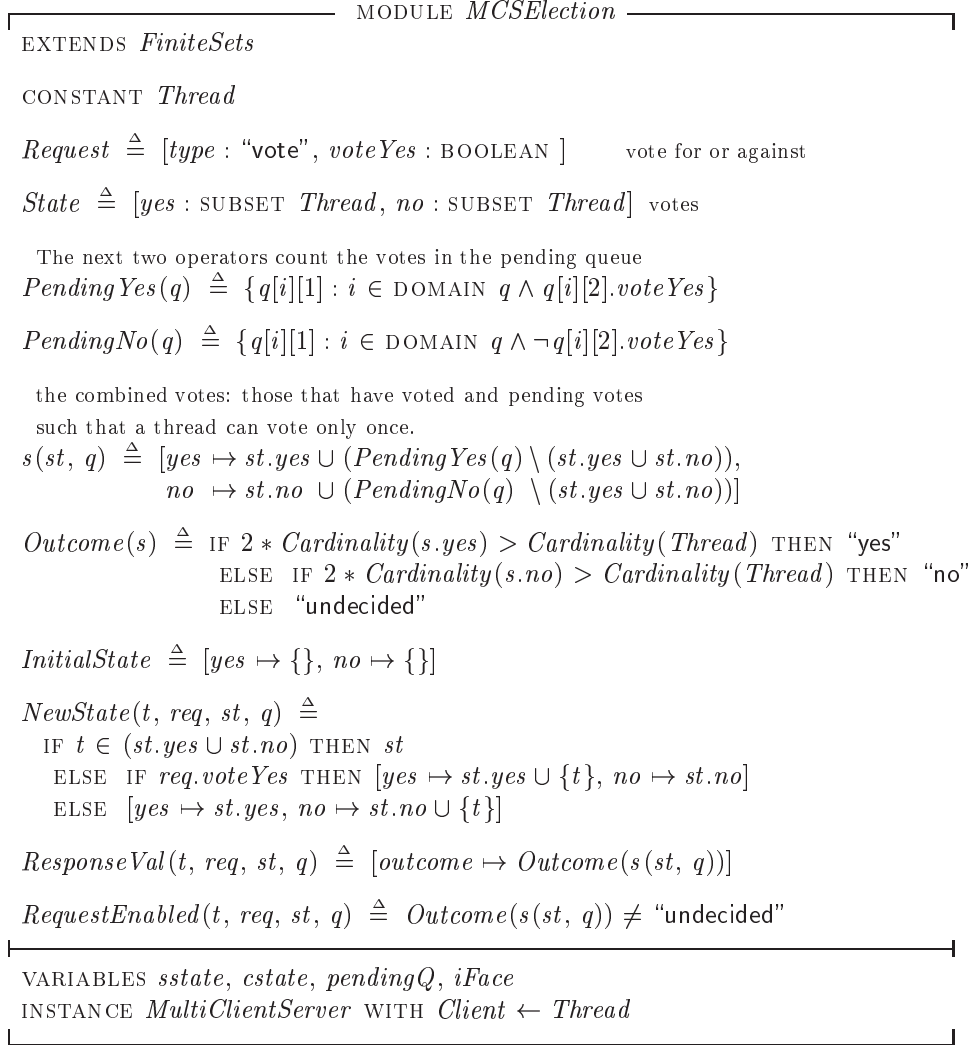 MODULE MCSElection
EXTENDS FiniteSets
CONSTANT Thread
Request ≜ [type : “vote”, voteYes : BOOLEAN ] vote for or against
State ≜ [yes : SUBSET Thread, no : SUBSET Thread] votes
The next two operators count the votes in the pending queue
PendingYes(q) ≜ {q[i][1] : i ∈ DOMAIN q ∧ q[i][2].voteYes}
PendingNo(q) ≜ {q[i][1] : i ∈ DOMAIN q ∧ ¬q[i][2].voteYes}
the combined votes: those that have voted and pending votes
such that a thread can vote only once.
s(st, q) ≜ [yes ↦ st.yes ∪ (PendingYes(q) \ (st.yes ∪ st.no)),
no ↦ st.no ∪ (PendingNo(q) \ (st.yes ∪ st.no))]
Outcome(s) ≜ IF 2 * Cardinality(s.yes) > Cardinality(Thread) THEN “yes”
ELSE IF 2 * Cardinality(s.no) > Cardinality(Thread) THEN “no”
ELSE “undecided”
InitialState ≜ [yes ↦ {}, no ↦ {}]
NewState(t, req, st, q) ≜
IF t ∈ (st.yes ∪ st.no) THEN st
ELSE IF req.voteYes THEN [yes ↦ st.yes ∪ {t}, no ↦ st.no]
ELSE [yes ↦ st.yes, no ↦ st.no ∪ {t}]
ResponseVal(t, req, st, q) ≜ [outcome ↦ Outcome(s(st, q))]
RequestEnabled(t, req, st, q) ≜ Outcome(s(st, q)) ≠ “undecided”
VARIABLES sstate, cstate, pendingQ, iFace
INSTANCE MultiClientServer WITH Client ← Thread